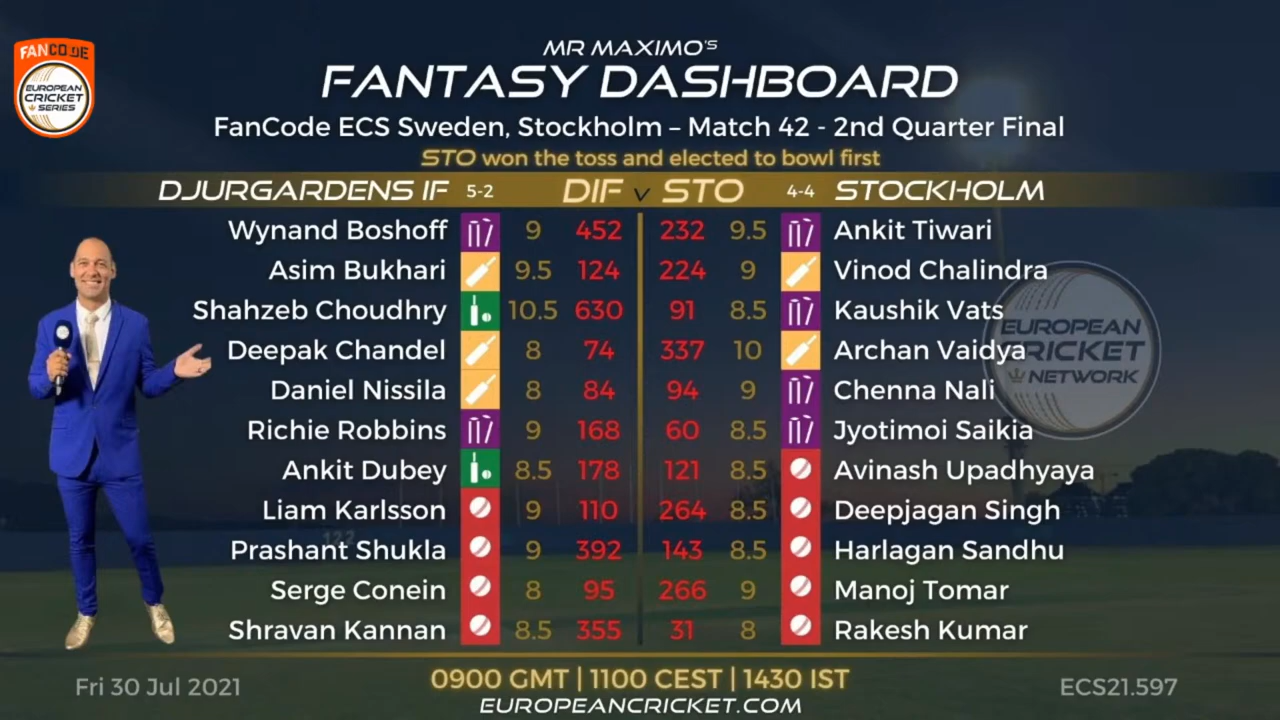 FANCODE
EUROPEAN
CRICKET
SERIES
MR MAXIMO'S
FANTASY DASHBOARD
FanCode ECS Sweden, Stockholm – Match 42 - 2nd Quarter Final
STO won the toss and elected to bowl first
DJURGARDENS IF 5-2 DIF v STO 4-4 STOCKHOLM
Wynand Boshoff 9 452 232 9.5 Ankit Tiwari
Asim Bukhari 9.5 124 224 9 Vinod Chalindra
Shahzeb Choudhry 10.5 630 91 8.5 Kaushik Vats
Deepak Chandel 8 74 337 10 Archan Vaidya
Daniel Nissila 8 84 94 9 Chenna Nali
Richie Robbins 9 168 60 8.5 Jyotimoi Saikia
Ankit Dubey 8.5 178 121 8.5 Avinash Upadhyaya
Liam Karlsson 9 110 264 8.5 Deepjagan Singh
Prashant Shukla 9 392 143 8.5 Harlagan Sandhu
Serge Conein 8 95 266 9 Manoj Tomar
Shravan Kannan 8.5 355 31 8 Rakesh Kumar
EUROPEAN
CRICKET
NETWORK
Fri 30 Jul 2021
0900 GMT | 1100 CEST | 1430 IST
EUROPEANCRICKET.COM
ECS21.597